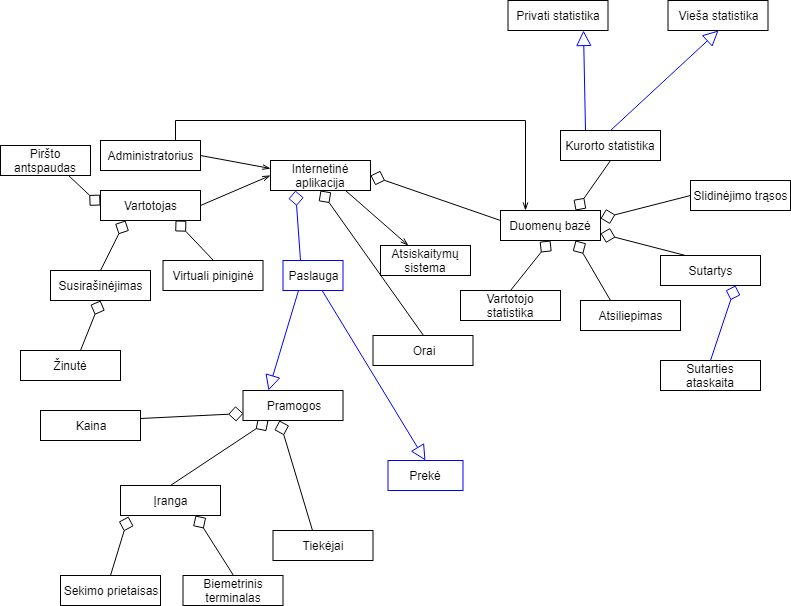 Privati statistika
Vieša statistika
Piršto
antspaudas
Administratorius
Internetinė
aplikacija
Kurorto statistika
Vartotojas
Slidinėjimo trąsos
Duomenų bazė
Atsiskaitymų
sistema
Susirašinėjimas
Virtuali piniginė
Paslauga
Sutartys
Vartotojo
statistika
Atsiliepimas
Žinutė
Orai
Sutarties
ataskaita
Pramogos
Kaina
Prekė
Įranga
Tiekėjai
Sekimo prietaisas
Biemetrinis
terminalas